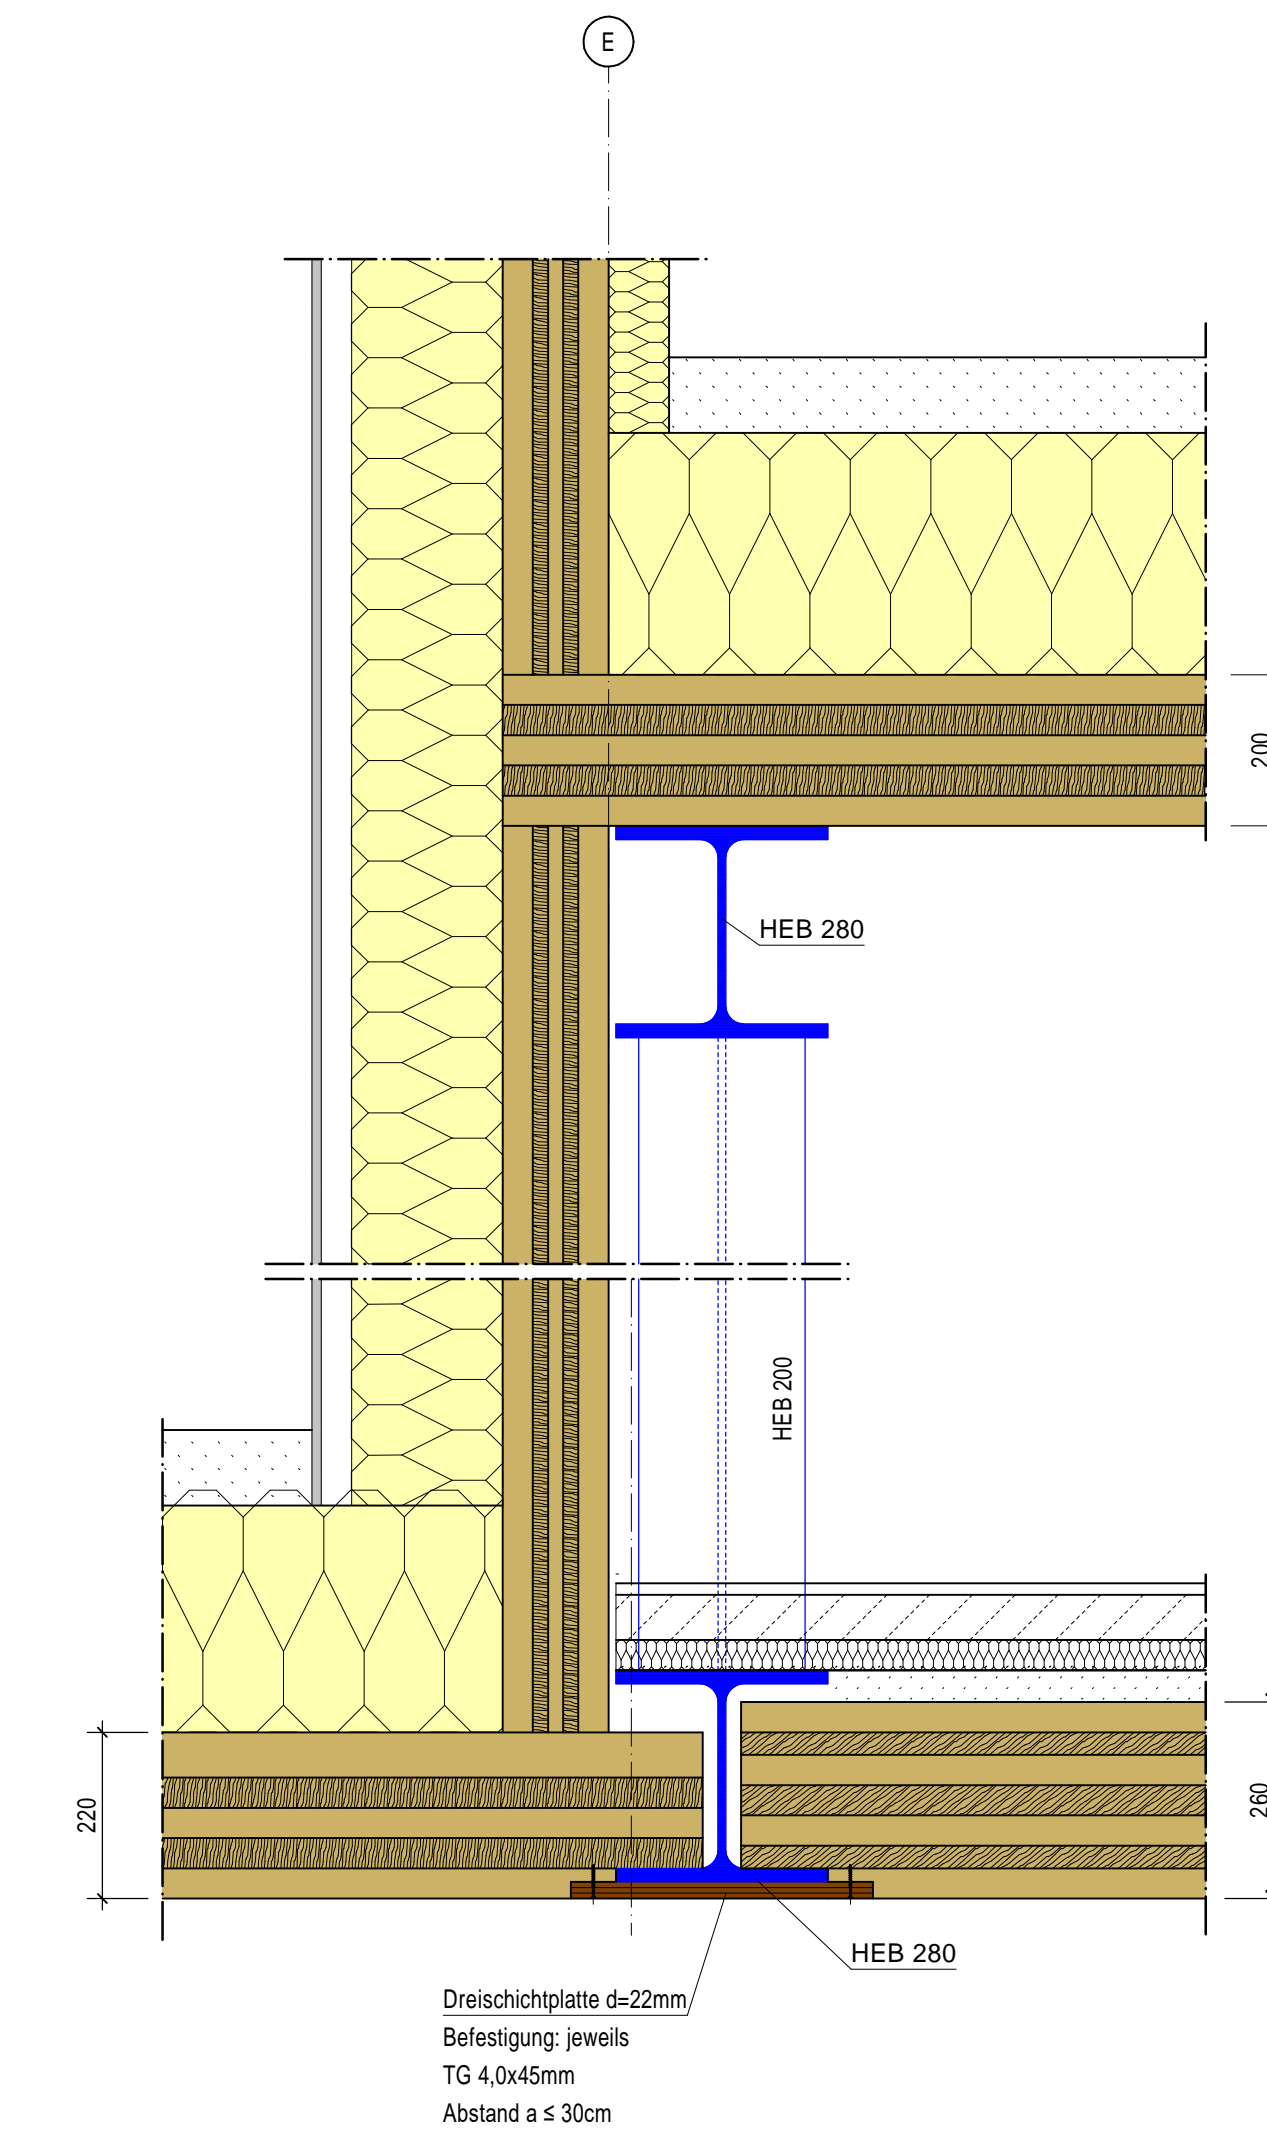 E
200
HEB 280
HEB 200
220
260
HEB 280
Dreischichtplatte d=22mm
Befestigung: jeweils
TG 4,0x45mm
Abstand a ≤ 30cm